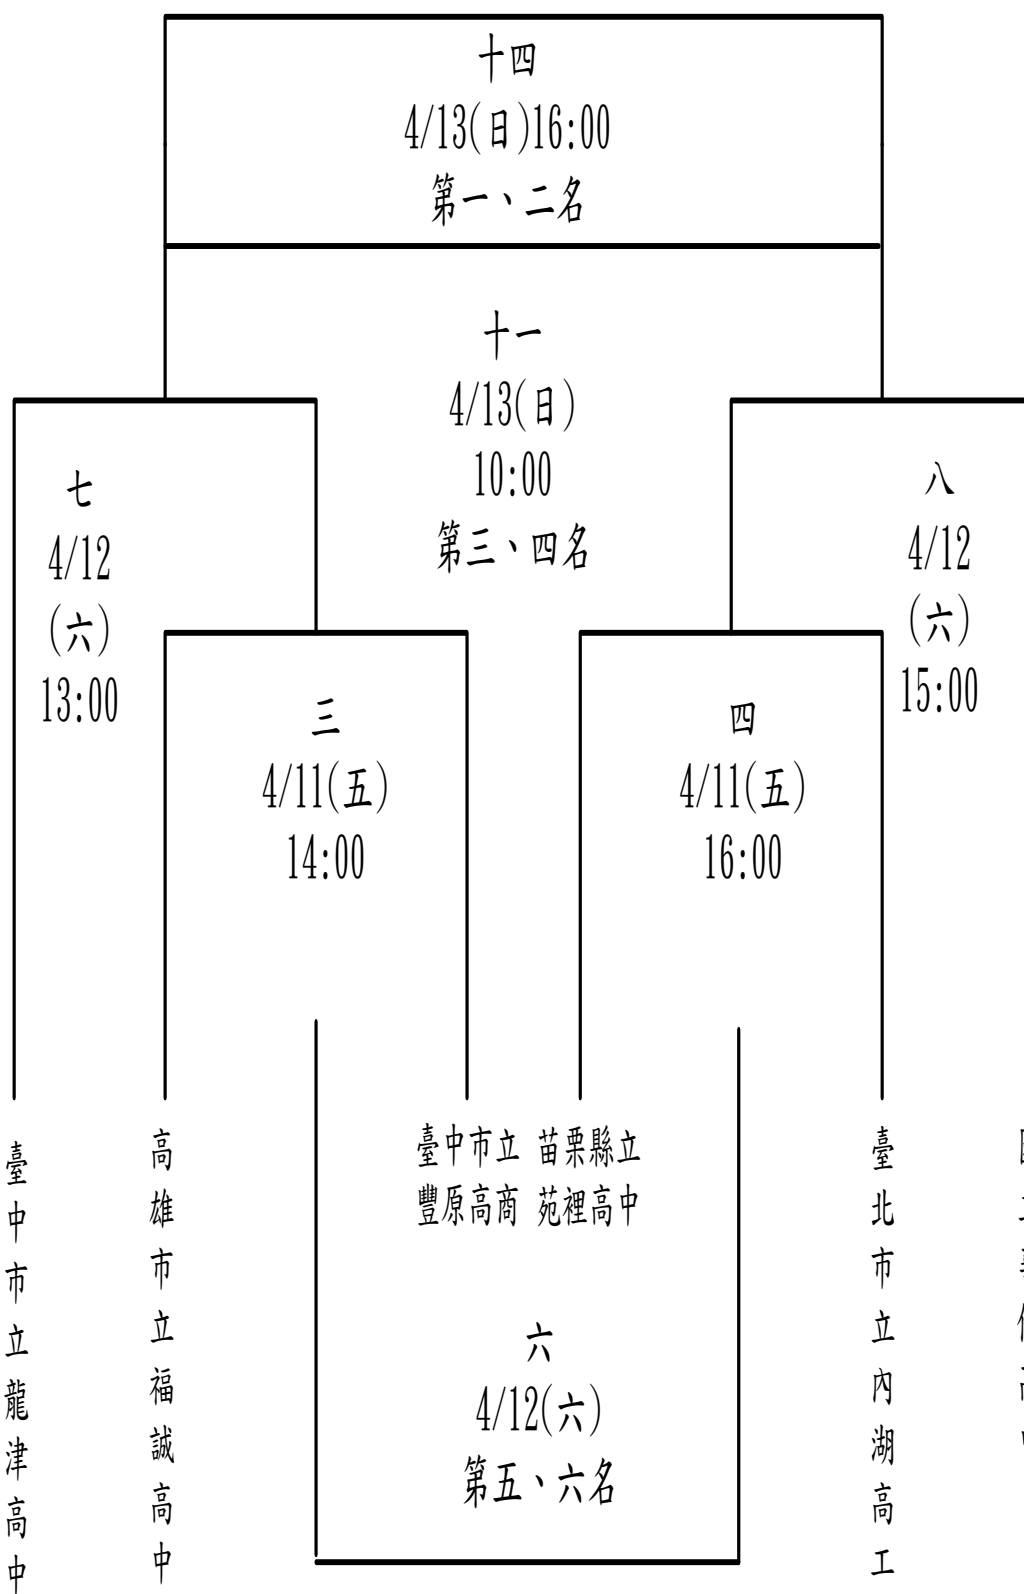 十四
4/13(日)16:00
第一、二名
十一
4/13(日)
10:00
第三、四名
七
4/12
(六)
13:00
八
4/12
(六)
15:00
三
4/11(五)
14:00
四
4/11(五)
16:00
臺中市立龍津高中
高雄市立福誠高中
臺中市立
豐原高商
苗栗縣立
苑裡高中
臺北市立內湖高工
六
4/12(六)
第五、六名